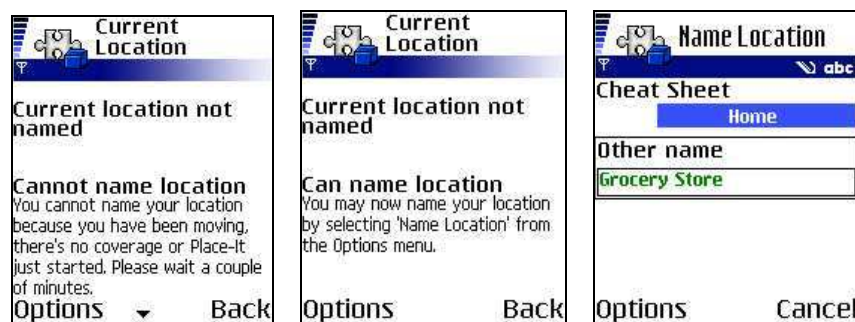 Current
Location
Current location not
named
Cannot name location
You cannot name your location
because you have been moving,
there's no coverage or Place-It
just started. Please wait a couple
of minutes.
Options Back
Current
Location
Current location not
named
Can name location
You may now name your location
by selecting 'Name Location' from
the Options menu.
Options Back
Name Location
abc
Cheat Sheet
Home
Other name
Grocery Store
Options Cancel